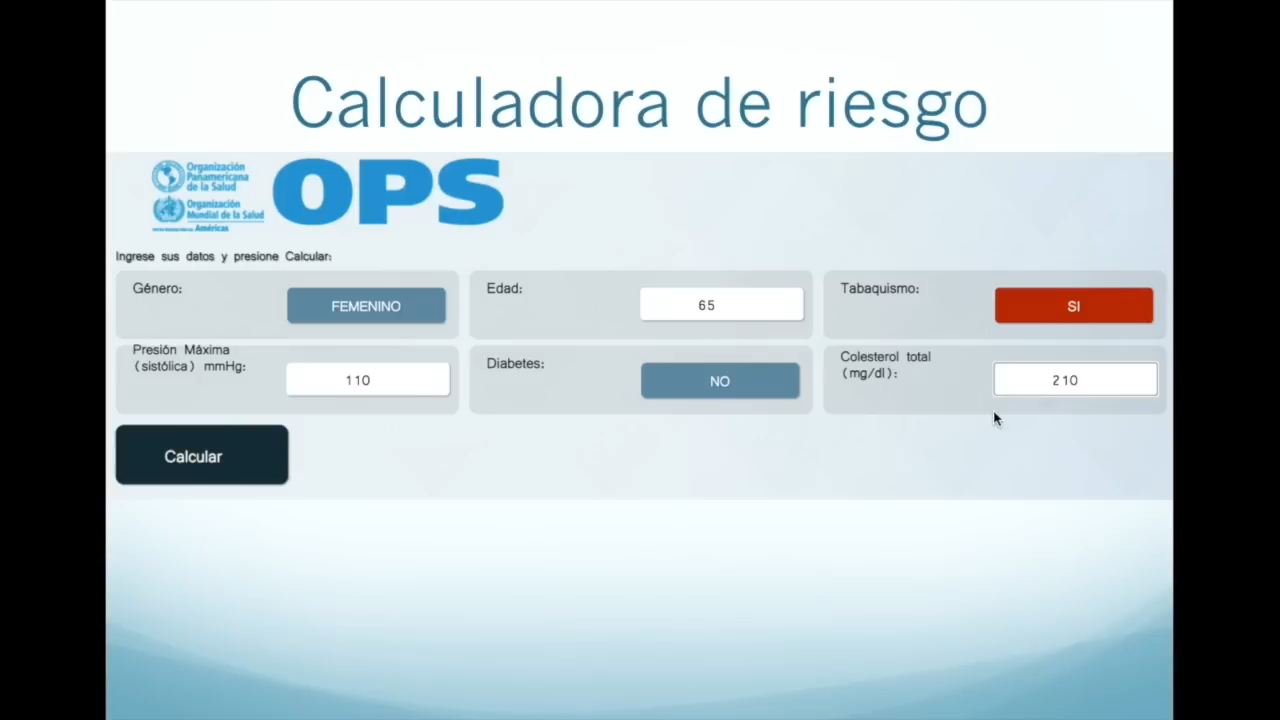 Calculadora de riesgo
Organización
Panamericana
de la Salud
OPS
Organización
Mundial de la Salud
Américas
Ingrese sus datos y presione Calcular:
Género:
FEMENINO
Edad:
65
Tabaquismo:
SI
Presión Máxima
(sistólica) mmHg:
110
Diabetes:
NO
Colesterol total
(mg/dl):
210
Calcular